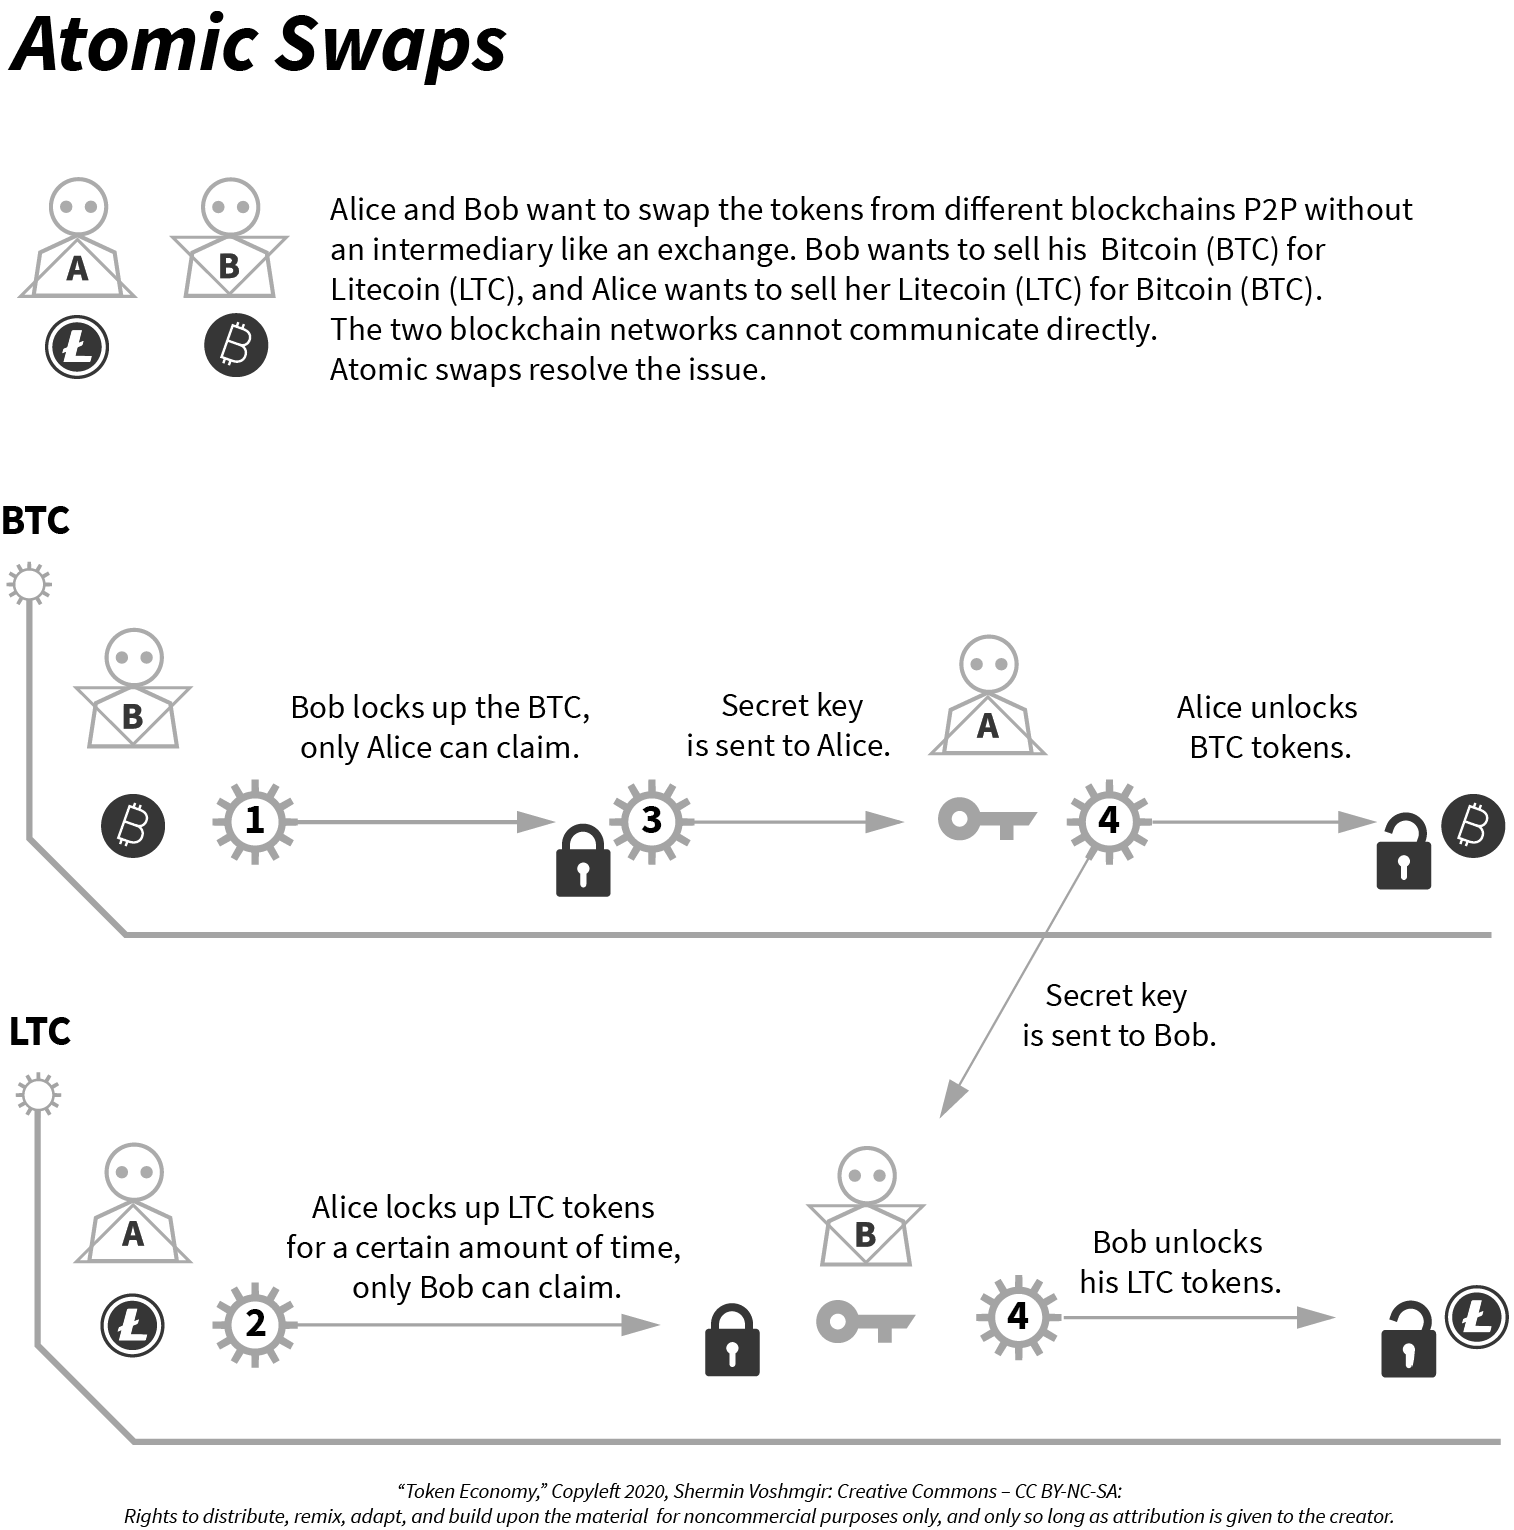 Atomic Swaps
A
B
Alice and Bob want to swap the tokens from different blockchains P2P without
an intermediary like an exchange. Bob wants to sell his  Bitcoin (BTC) for
Litecoin (LTC), and Alice wants to sell her Litecoin (LTC) for Bitcoin (BTC).
The two blockchain networks cannot communicate directly.
Atomic swaps resolve the issue.
BTC
B
Bob locks up the BTC,
only Alice can claim.
1
Secret key
is sent to Alice.
3
A
Alice unlocks
BTC tokens.
4
Secret key
is sent to Bob.
LTC
A
Alice locks up LTC tokens
for a certain amount of time,
only Bob can claim.
2
B
Bob unlocks
his LTC tokens.
4
“Token Economy,” Copyleft 2020, Shermin Voshmgir: Creative Commons – CC BY-NC-SA:
Rights to distribute, remix, adapt, and build upon the material  for noncommercial purposes only, and only so long as attribution is given to the creator.